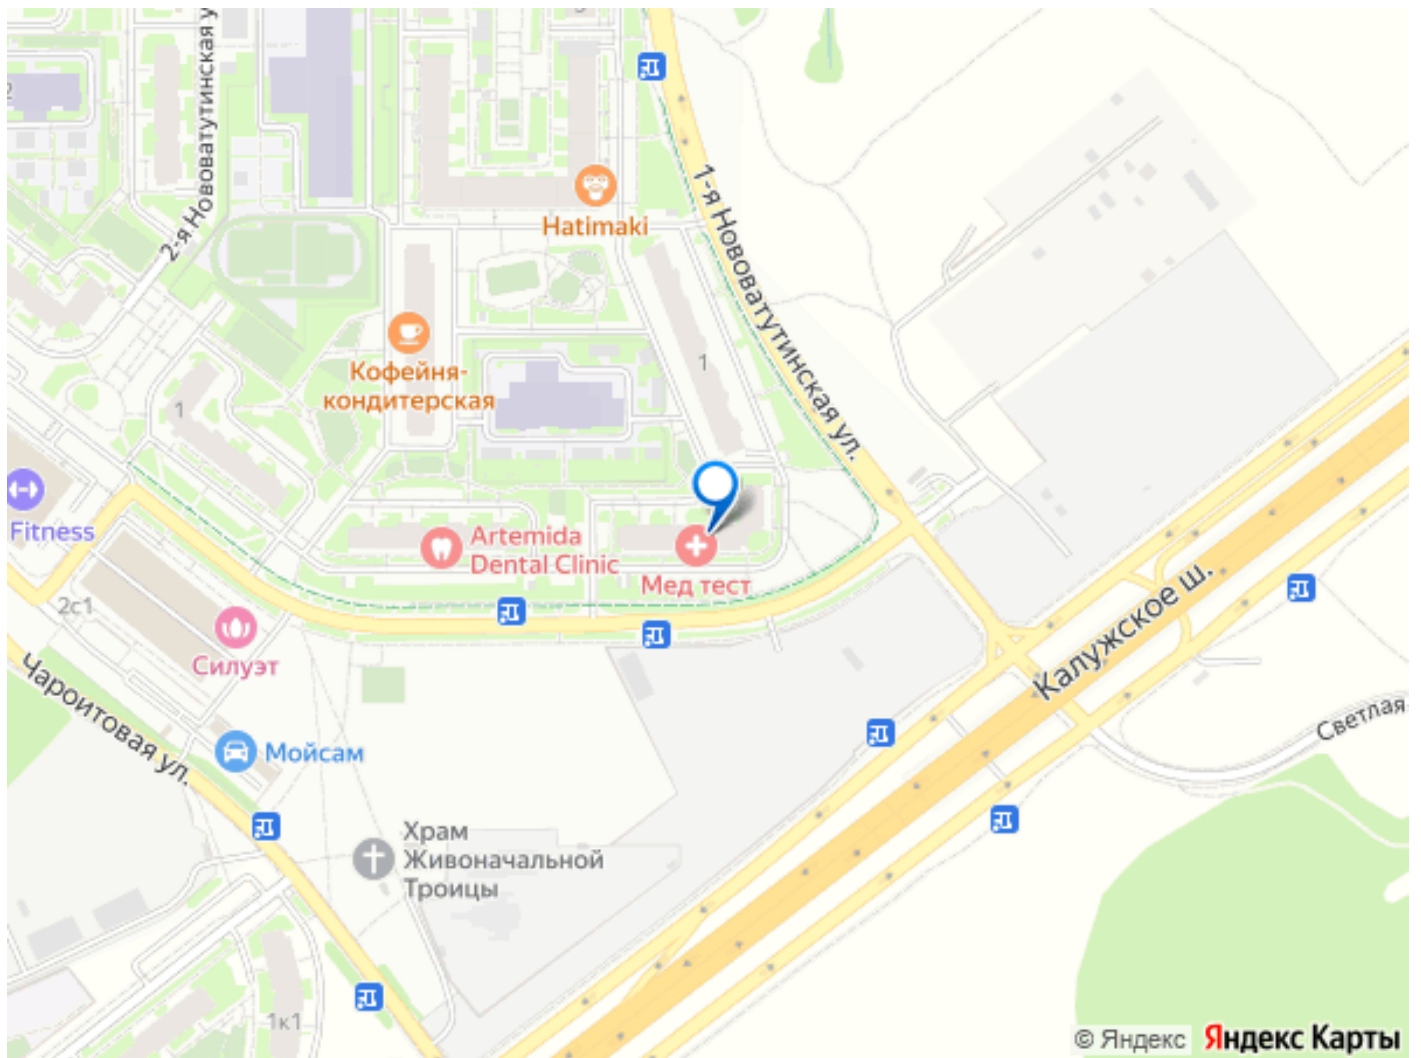 2-я Нововатутинская у
Hatimaki
1-я Нововатутинская ул.
Кофейня-
кондитерская
1
1
Fitness
Artemida
Dental Clinic
Мед тест
2с1
Силуэт
Чароитовая ул.
Мойсам
Калужское ш.
Светлая
Храм
Живоначальной
Троицы
1к1
© Яндекс Яндекс Карты